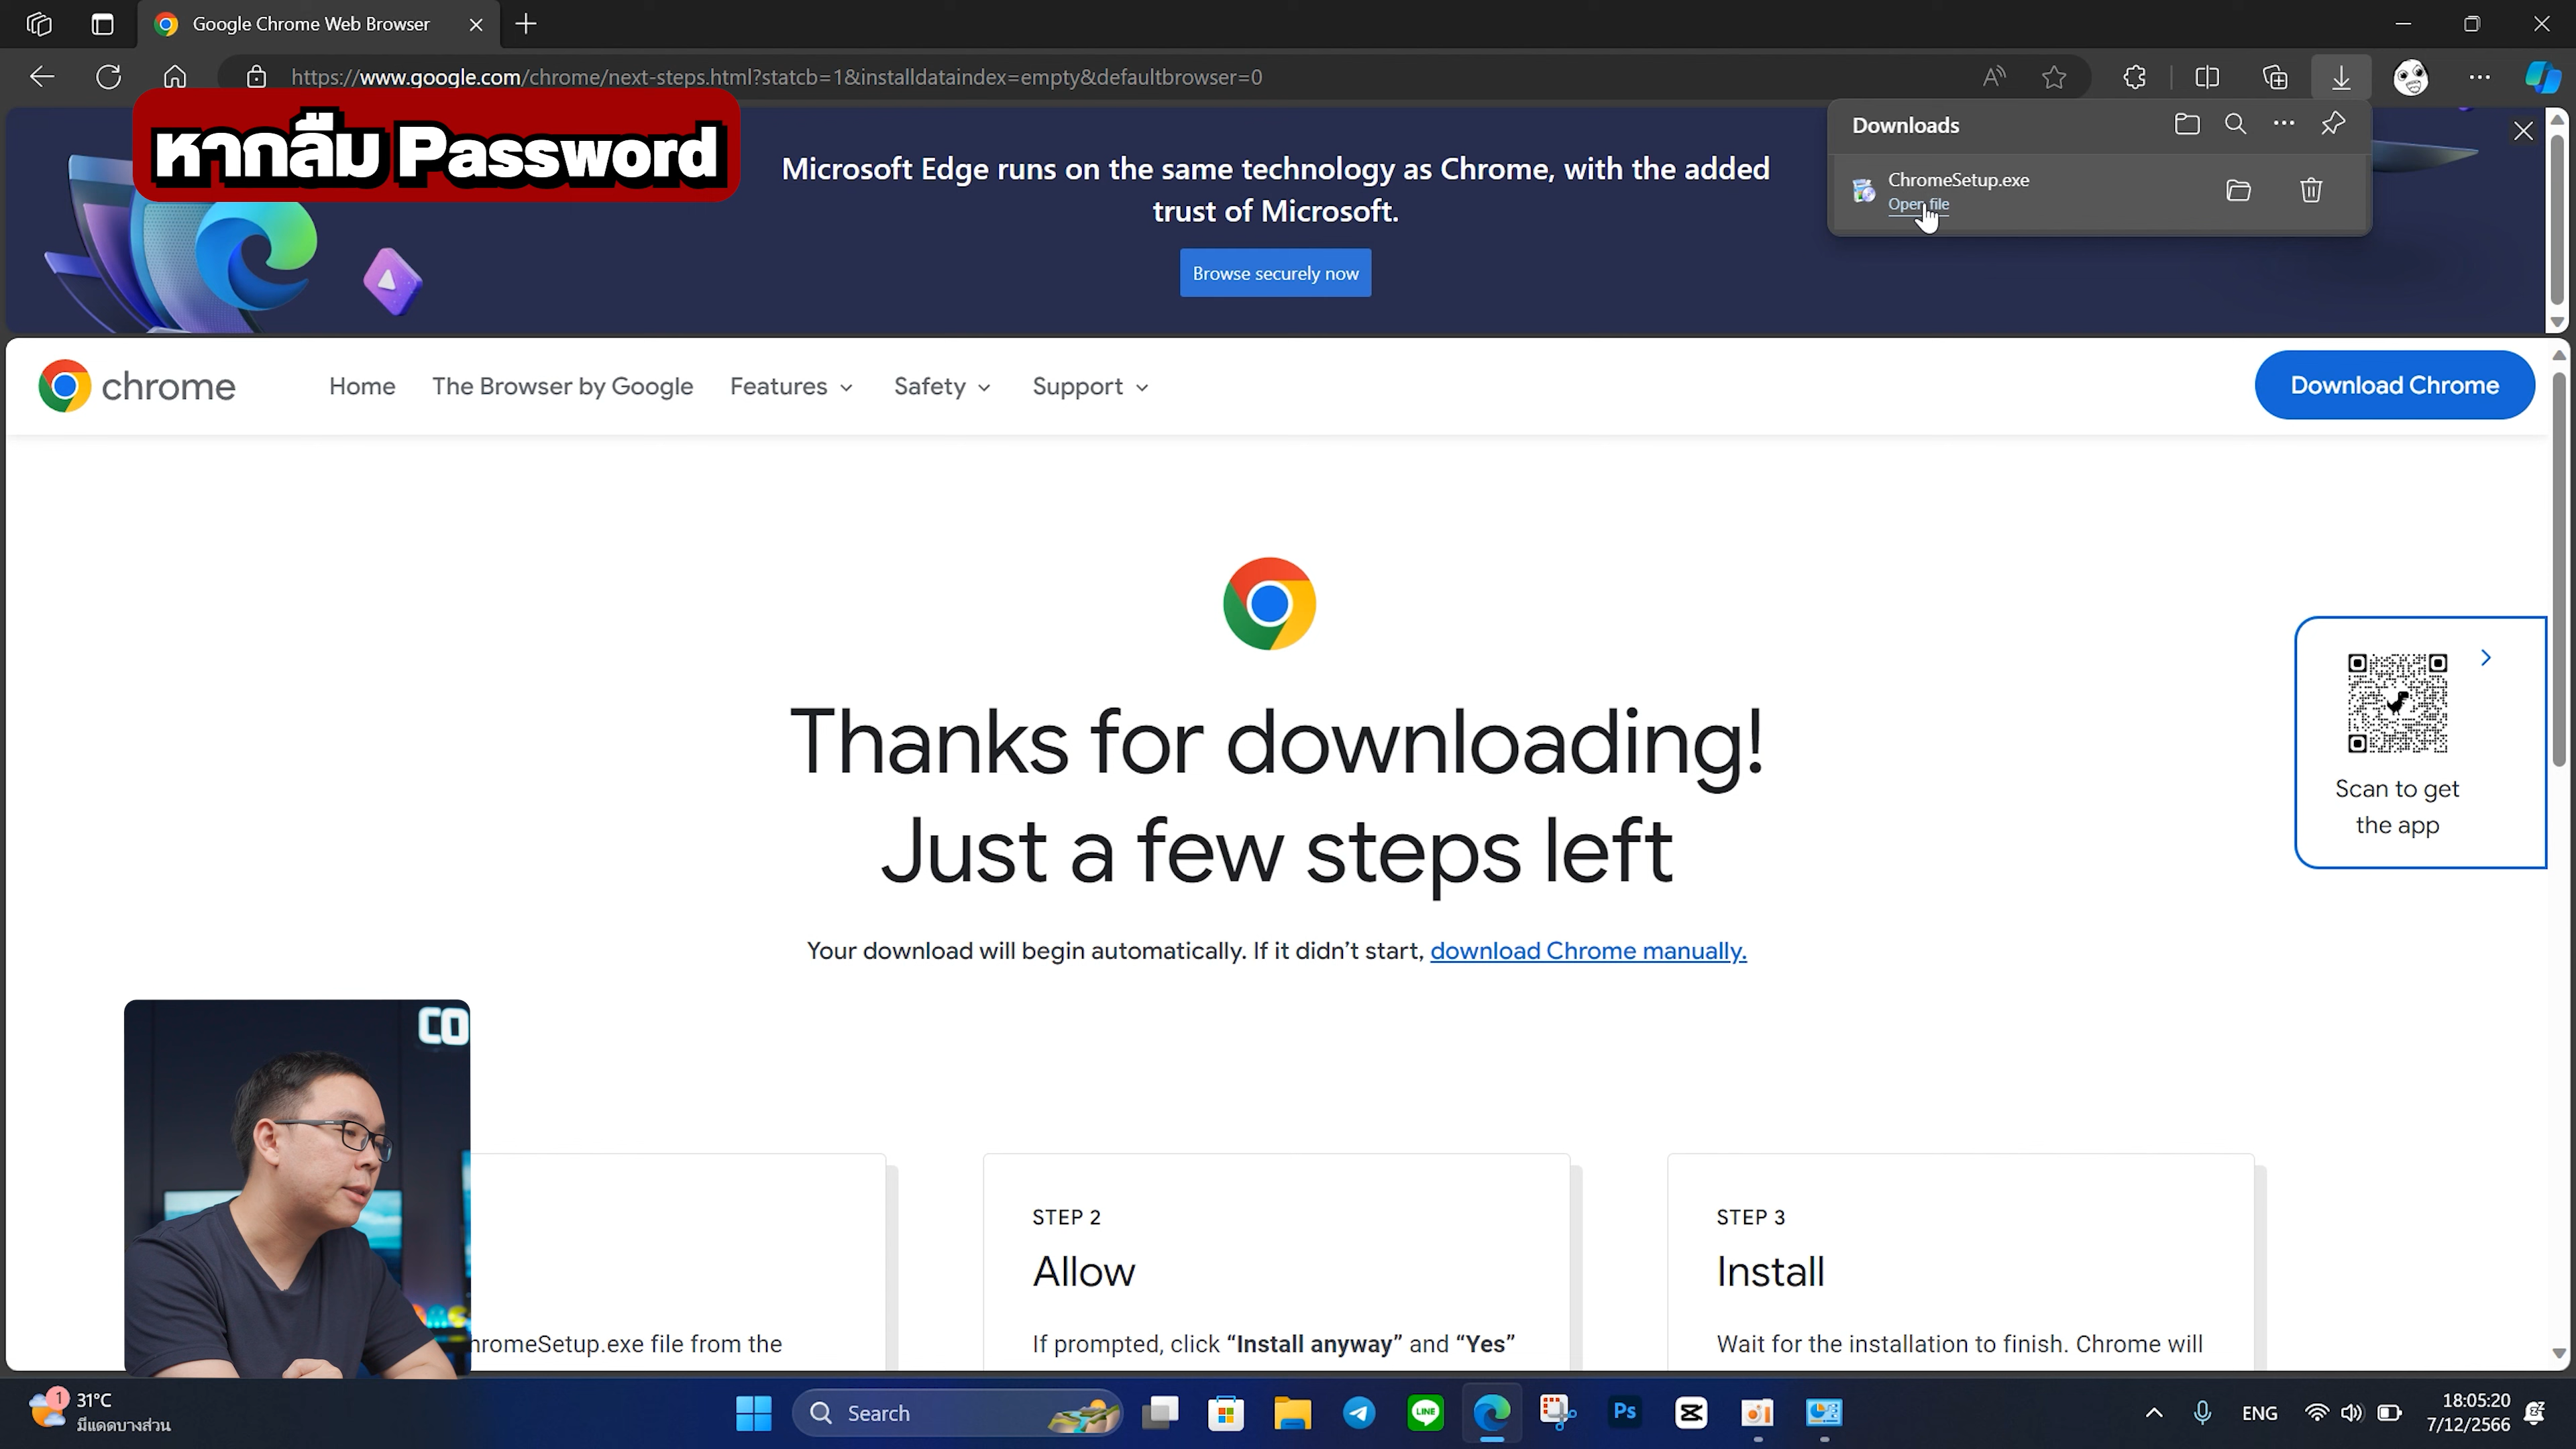 Google Chrome Web Browser
https://www.google.com/chrome/next-steps.html?statcb=1&installdataindex=empty&defaultbrowser=0
หากลืม Password
Microsoft Edge runs on the same technology as Chrome, with the added
trust of Microsoft.
Browse securely now
Downloads
ChromeSetup.exe
Open file
chrome
Home
The Browser by Google
Features
Safety
Support
Download Chrome
Thanks for downloading!
Just a few steps left
Your download will begin automatically. If it didn’t start, download Chrome manually.
Scan to get
the app
CO
hromeSetup.exe file from the
STEP 2
Allow
If prompted, click “Install anyway” and “Yes”
STEP 3
Install
Wait for the installation to finish. Chrome will
1
31°C
มีแดดบางส่วน
Search
LINE
Ps
ENG
18:05:20
7/12/2566